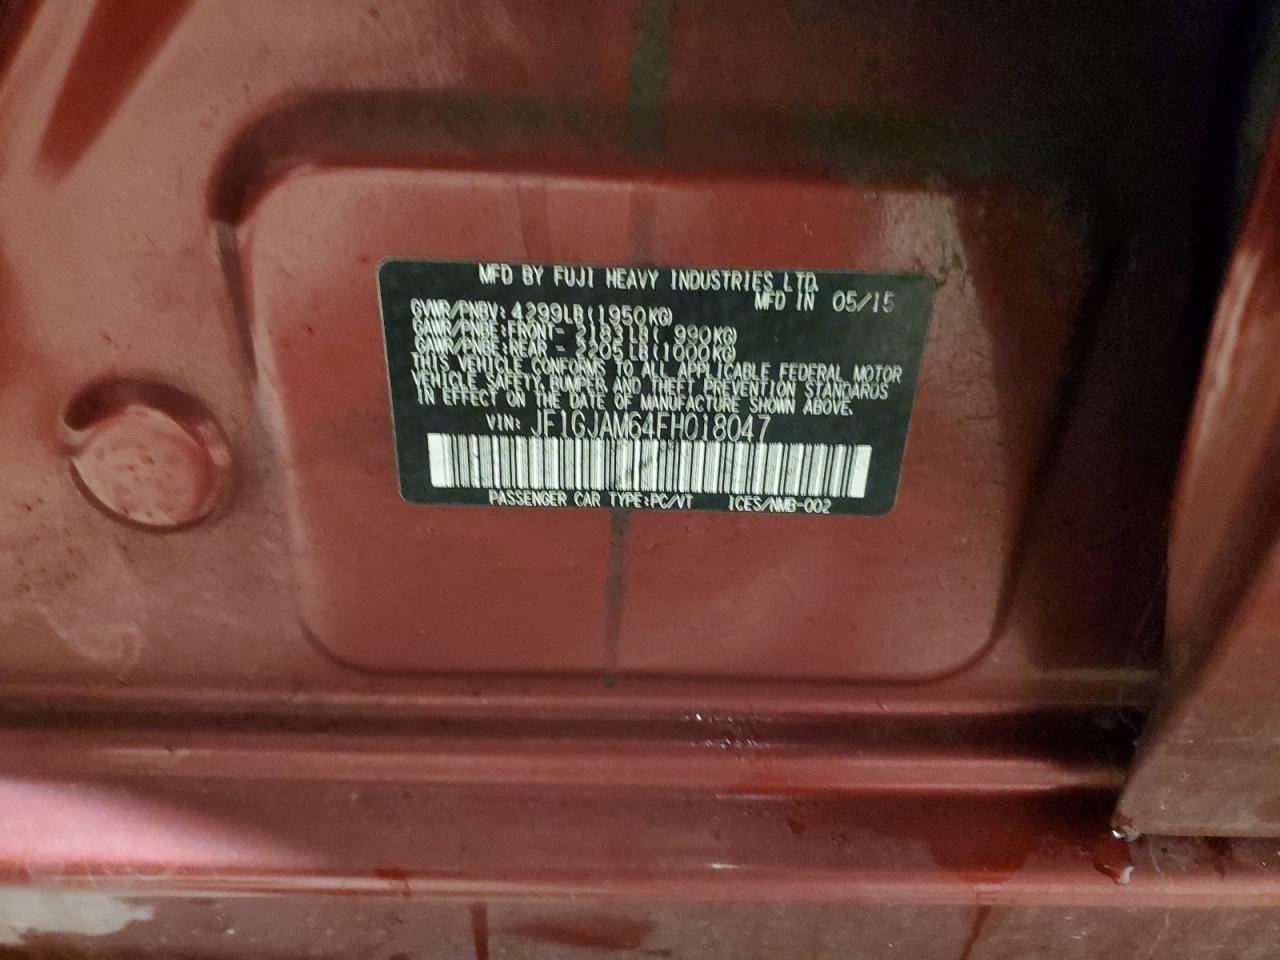 MFD BY FUJI HEAVY INDUSTRIES LTD.
MFD IN 05/15
GVWR/PNBV: 4299LB(1950KG)
GAWR/PNBE:FRONT- 2183LB( 990KG)
GAWR/PNBE:REAR - 2205LB(1000KG)
THIS VEHICLE CONFORMS TO ALL APPLICABLE FEDERAL MOTOR
VEHICLE SAFETY, BUMPER, AND THEFT PREVENTION STANDARDS
IN EFFECT ON THE DATE OF MANUFACTURE SHOWN ABOVE.
VIN: JF1GJAM64FH018047
PASSENGER CAR TYPE:PC/VT ICES/NMB-002